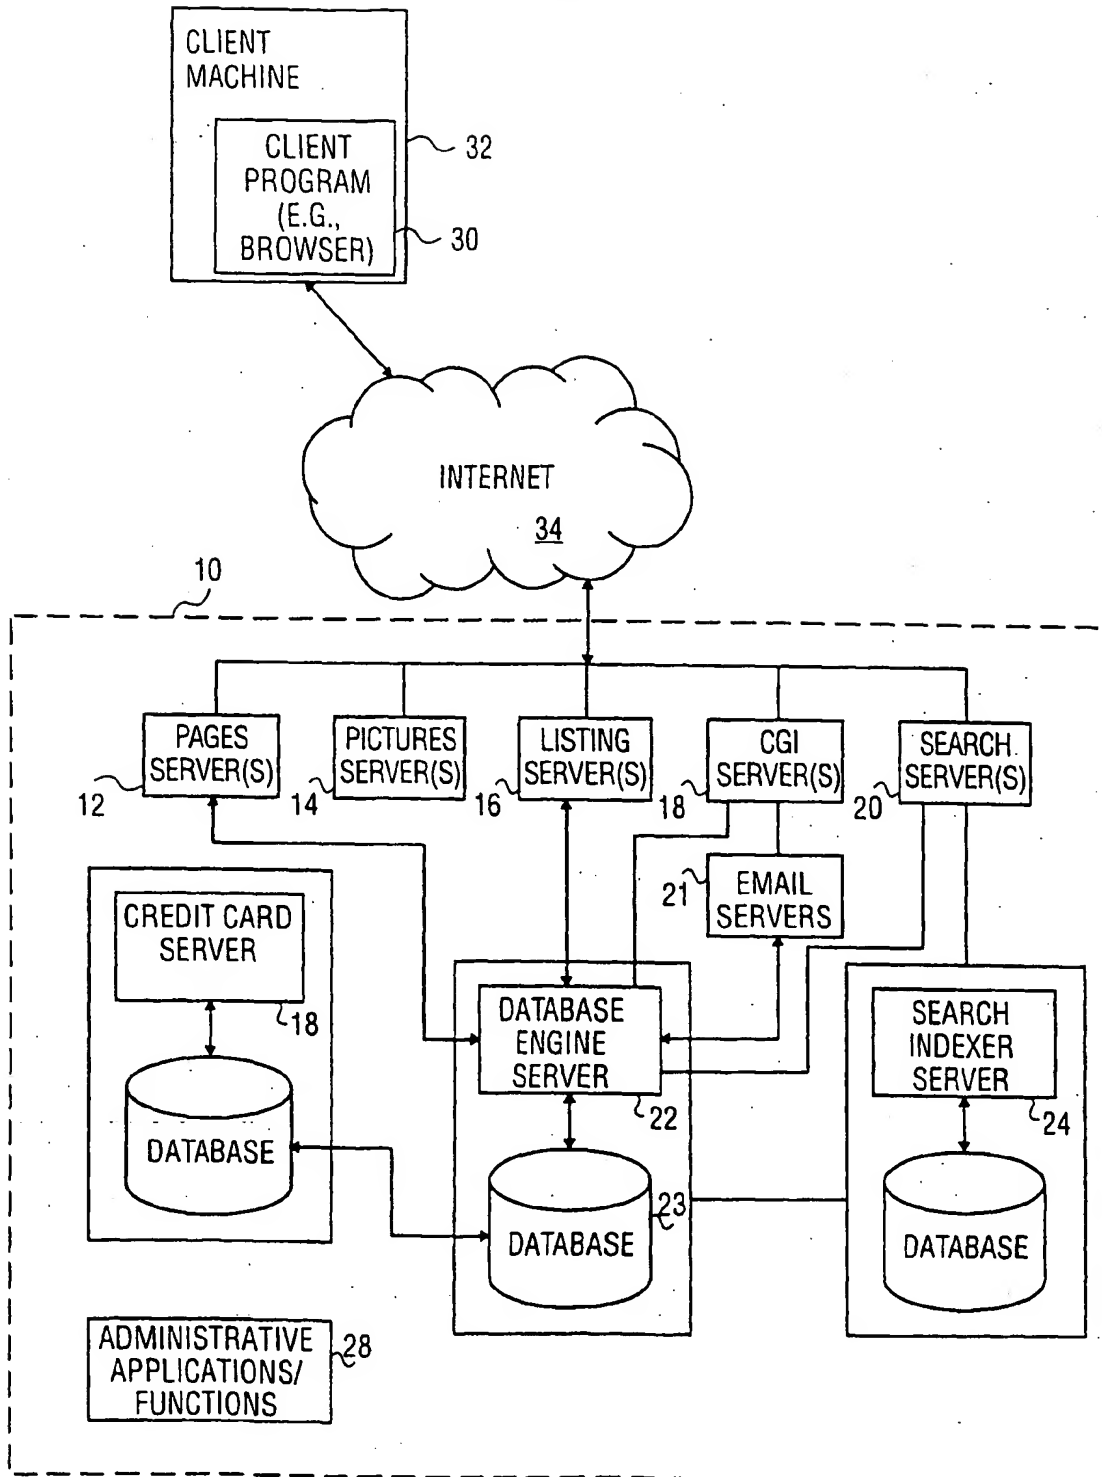 CLIENT
MACHINE
CLIENT
PROGRAM
(E.G.,
BROWSER)
32
30
INTERNET
34
10
PAGES
SERVER(S)
12
PICTURES
SERVER(S)
14
LISTING
SERVER(S)
16
CGI
SERVER(S)
18
SEARCH
SERVER(S)
20
EMAIL
SERVERS
21
CREDIT CARD
SERVER
18
DATABASE
DATABASE
ENGINE
SERVER
22
DATABASE
23
SEARCH
INDEXER
SERVER
24
DATABASE
ADMINISTRATIVE
APPLICATIONS/
FUNCTIONS
28